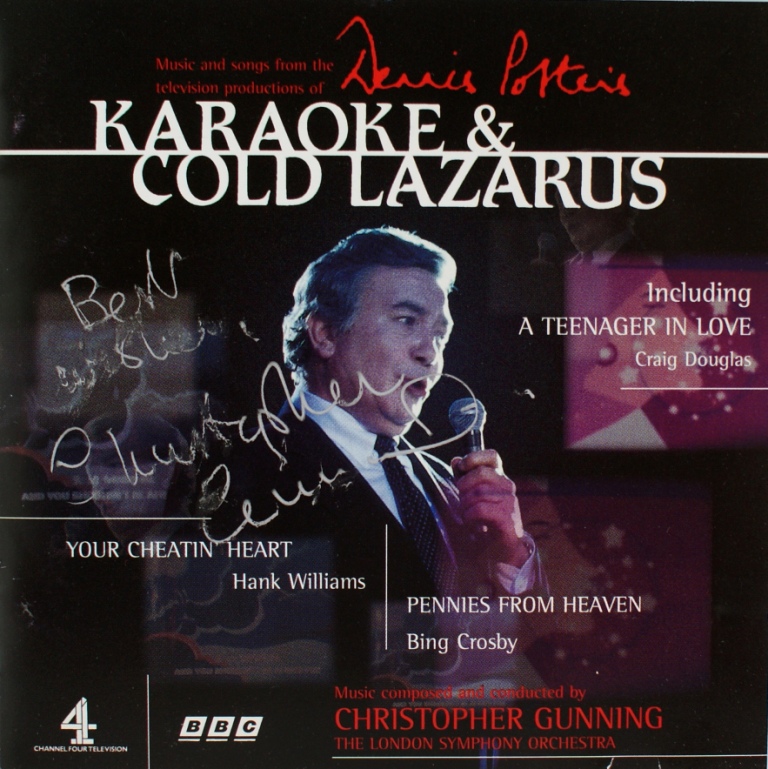 Music and songs from the
television productions of
Dennis Potter's
KARAOKE &
COLD LAZARUS
Best
wishes
Christopher
Gunning
Including
A TEENAGER IN LOVE
Craig Douglas
YOUR CHEATIN' HEART
Hank Williams
PENNIES FROM HEAVEN
Bing Crosby
4
CHANNEL FOUR TELEVISION
BBC
Music composed and conducted by
CHRISTOPHER GUNNING
THE LONDON SYMPHONY ORCHESTRA